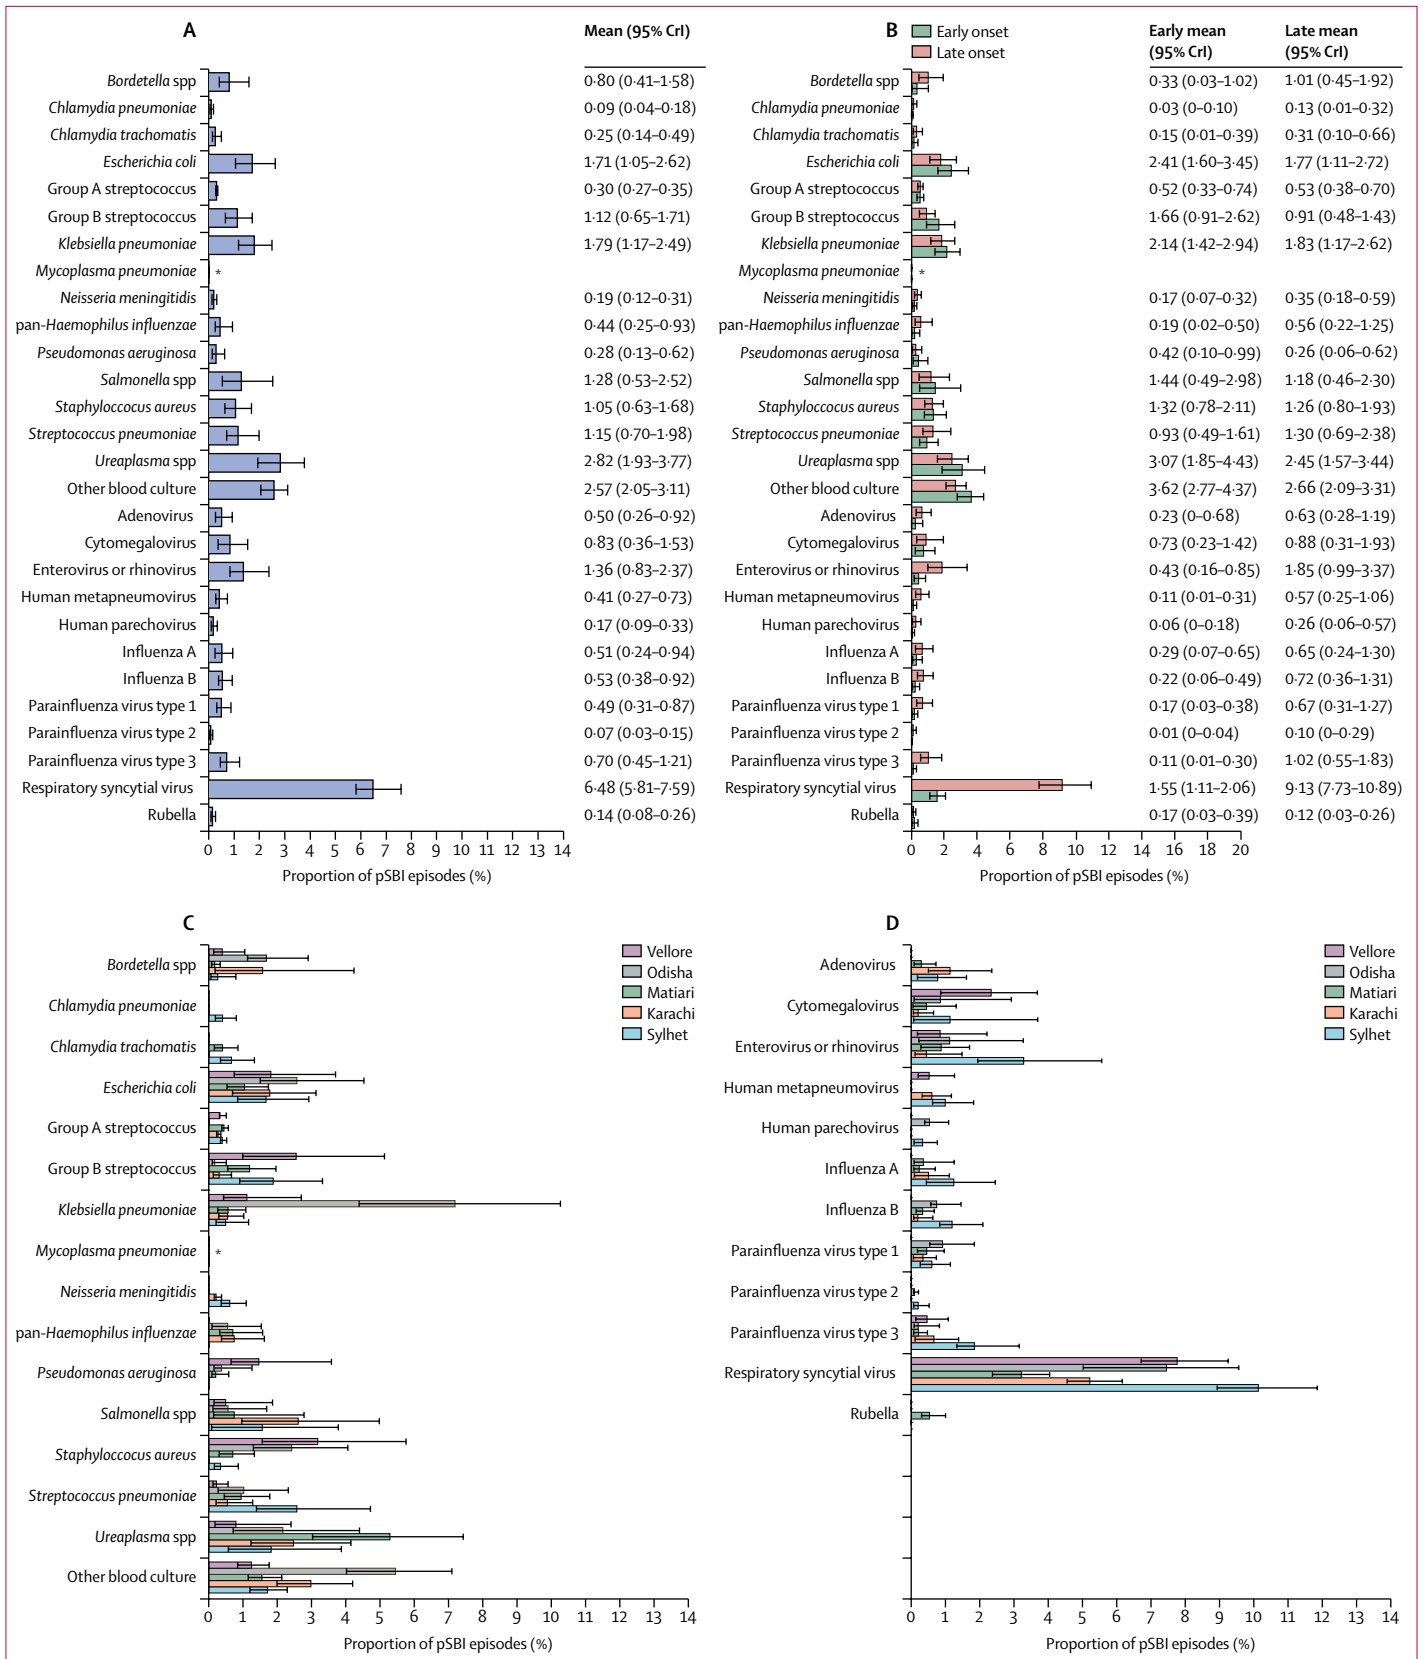 A
Mean (95% CrI)
Bordetella spp 0·80 (0·41–1·58)
Chlamydia pneumoniae 0·09 (0·04–0·18)
Chlamydia trachomatis 0·25 (0·14–0·49)
Escherichia coli 1·71 (1·05–2·62)
Group A streptococcus 0·30 (0·27–0·35)
Group B streptococcus 1·12 (0·65–1·71)
Klebsiella pneumoniae 1·79 (1·17–2·49)
Mycoplasma pneumoniae *
Neisseria meningitidis 0·19 (0·12–0·31)
pan-Haemophilus influenzae 0·44 (0·25–0·93)
Pseudomonas aeruginosa 0·28 (0·13–0·62)
Salmonella spp 1·28 (0·53–2·52)
Staphyloccocus aureus 1·05 (0·63–1·68)
Streptococcus pneumoniae 1·15 (0·70–1·98)
Ureaplasma spp 2·82 (1·93–3·77)
Other blood culture 2·57 (2·05–3·11)
Adenovirus 0·50 (0·26–0·92)
Cytomegalovirus 0·83 (0·36–1·53)
Enterovirus or rhinovirus 1·36 (0·83–2·37)
Human metapneumovirus 0·41 (0·27–0·73)
Human parechovirus 0·17 (0·09–0·33)
Influenza A 0·51 (0·24–0·94)
Influenza B 0·53 (0·38–0·92)
Parainfluenza virus type 1 0·49 (0·31–0·87)
Parainfluenza virus type 2 0·07 (0·03–0·15)
Parainfluenza virus type 3 0·70 (0·45–1·21)
Respiratory syncytial virus 6·48 (5·81–7·59)
Rubella 0·14 (0·08–0·26)
0 1 2 3 4 5 6 7 8 9 10 11 12 13 14
Proportion of pSBI episodes (%)
B
Early onset
Late onset
Early mean (95% CrI)
Late mean (95% CrI)
Bordetella spp 0·33 (0·03–1·02) 1·01 (0·45–1·92)
Chlamydia pneumoniae 0·03 (0–0·10) 0·13 (0·01–0·32)
Chlamydia trachomatis 0·15 (0·01–0·39) 0·31 (0·10–0·66)
Escherichia coli 2·41 (1·60–3·45) 1·77 (1·11–2·72)
Group A streptococcus 0·52 (0·33–0·74) 0·53 (0·38–0·70)
Group B streptococcus 1·66 (0·91–2·62) 0·91 (0·48–1·43)
Klebsiella pneumoniae 2·14 (1·42–2·94) 1·83 (1·17–2·62)
Mycoplasma pneumoniae *
Neisseria meningitidis 0·17 (0·07–0·32) 0·35 (0·18–0·59)
pan-Haemophilus influenzae 0·19 (0·02–0·50) 0·56 (0·22–1·25)
Pseudomonas aeruginosa 0·42 (0·10–0·99) 0·26 (0·06–0·62)
Salmonella spp 1·44 (0·49–2·98) 1·18 (0·46–2·30)
Staphyloccocus aureus 1·32 (0·78–2·11) 1·26 (0·80–1·93)
Streptococcus pneumoniae 0·93 (0·49–1·61) 1·30 (0·69–2·38)
Ureaplasma spp 3·07 (1·85–4·43) 2·45 (1·57–3·44)
Other blood culture 3·62 (2·77–4·37) 2·66 (2·09–3·31)
Adenovirus 0·23 (0–0·68) 0·63 (0·28–1·19)
Cytomegalovirus 0·73 (0·23–1·42) 0·88 (0·31–1·93)
Enterovirus or rhinovirus 0·43 (0·16–0·85) 1·85 (0·99–3·37)
Human metapneumovirus 0·11 (0·01–0·31) 0·57 (0·25–1·06)
Human parechovirus 0·06 (0–0·18) 0·26 (0·06–0·57)
Influenza A 0·29 (0·07–0·65) 0·65 (0·24–1·30)
Influenza B 0·22 (0·06–0·49) 0·72 (0·36–1·31)
Parainfluenza virus type 1 0·17 (0·03–0·38) 0·67 (0·31–1·27)
Parainfluenza virus type 2 0·01 (0–0·04) 0·10 (0–0·29)
Parainfluenza virus type 3 0·11 (0·01–0·30) 1·02 (0·55–1·83)
Respiratory syncytial virus 1·55 (1·11–2·06) 9·13 (7·73–10·89)
Rubella 0·17 (0·03–0·39) 0·12 (0·03–0·26)
0 2 4 6 8 10 12 14 16 18 20
Proportion of pSBI episodes (%)
C
Vellore
Odisha
Matiari
Karachi
Sylhet
Bordetella spp
Chlamydia pneumoniae
Chlamydia trachomatis
Escherichia coli
Group A streptococcus
Group B streptococcus
Klebsiella pneumoniae
Mycoplasma pneumoniae *
Neisseria meningitidis
pan-Haemophilus influenzae
Pseudomonas aeruginosa
Salmonella spp
Staphyloccocus aureus
Streptococcus pneumoniae
Ureaplasma spp
Other blood culture
0 1 2 3 4 5 6 7 8 9 10 11 12 13 14
Proportion of pSBI episodes (%)
D
Vellore
Odisha
Matiari
Karachi
Sylhet
Adenovirus
Cytomegalovirus
Enterovirus or rhinovirus
Human metapneumovirus
Human parechovirus
Influenza A
Influenza B
Parainfluenza virus type 1
Parainfluenza virus type 2
Parainfluenza virus type 3
Respiratory syncytial virus
Rubella
0 1 2 3 4 5 6 7 8 9 10 11 12 13 14
Proportion of pSBI episodes (%)